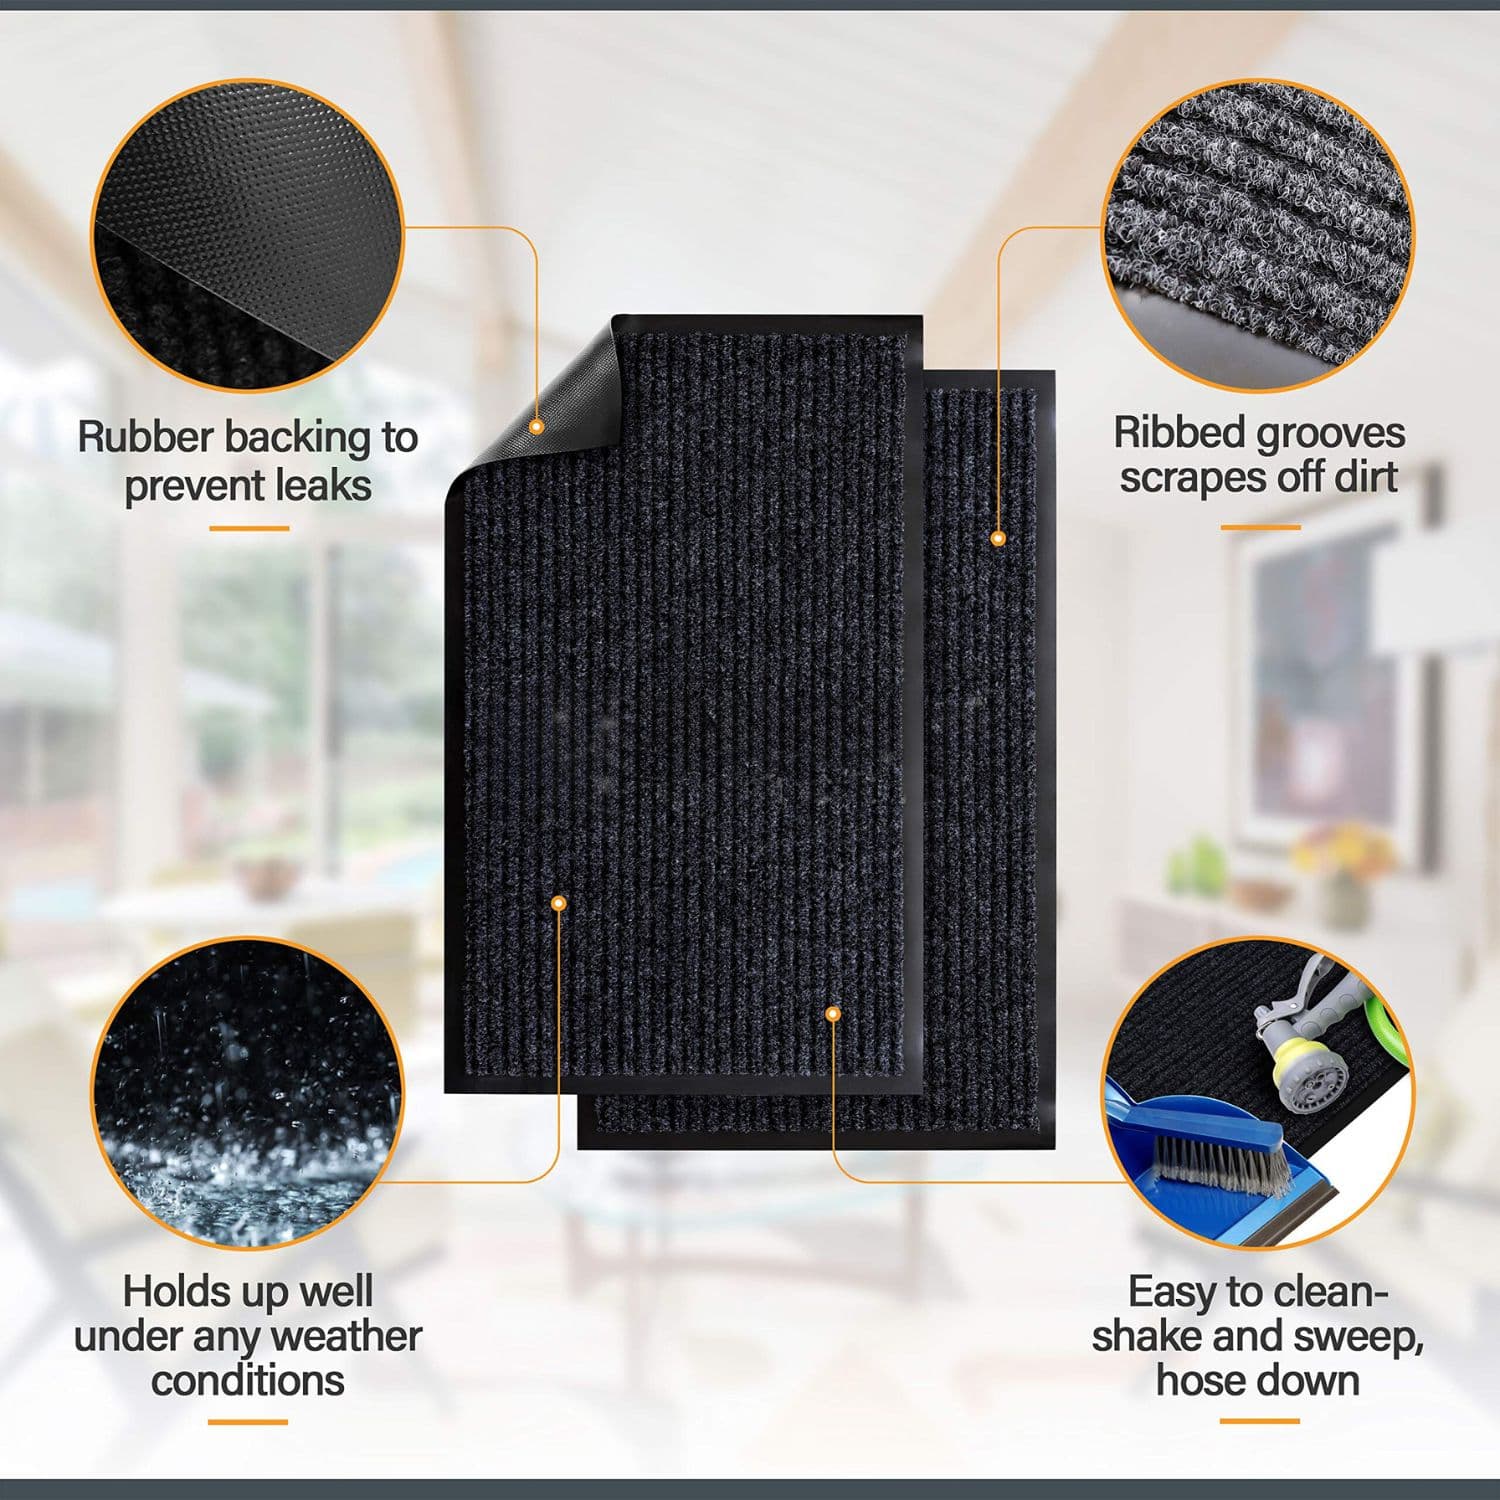 Rubber backing to
prevent leaks
Ribbed grooves
scrapes off dirt
Holds up well
under any weather
conditions
Easy to clean-
shake and sweep,
hose down